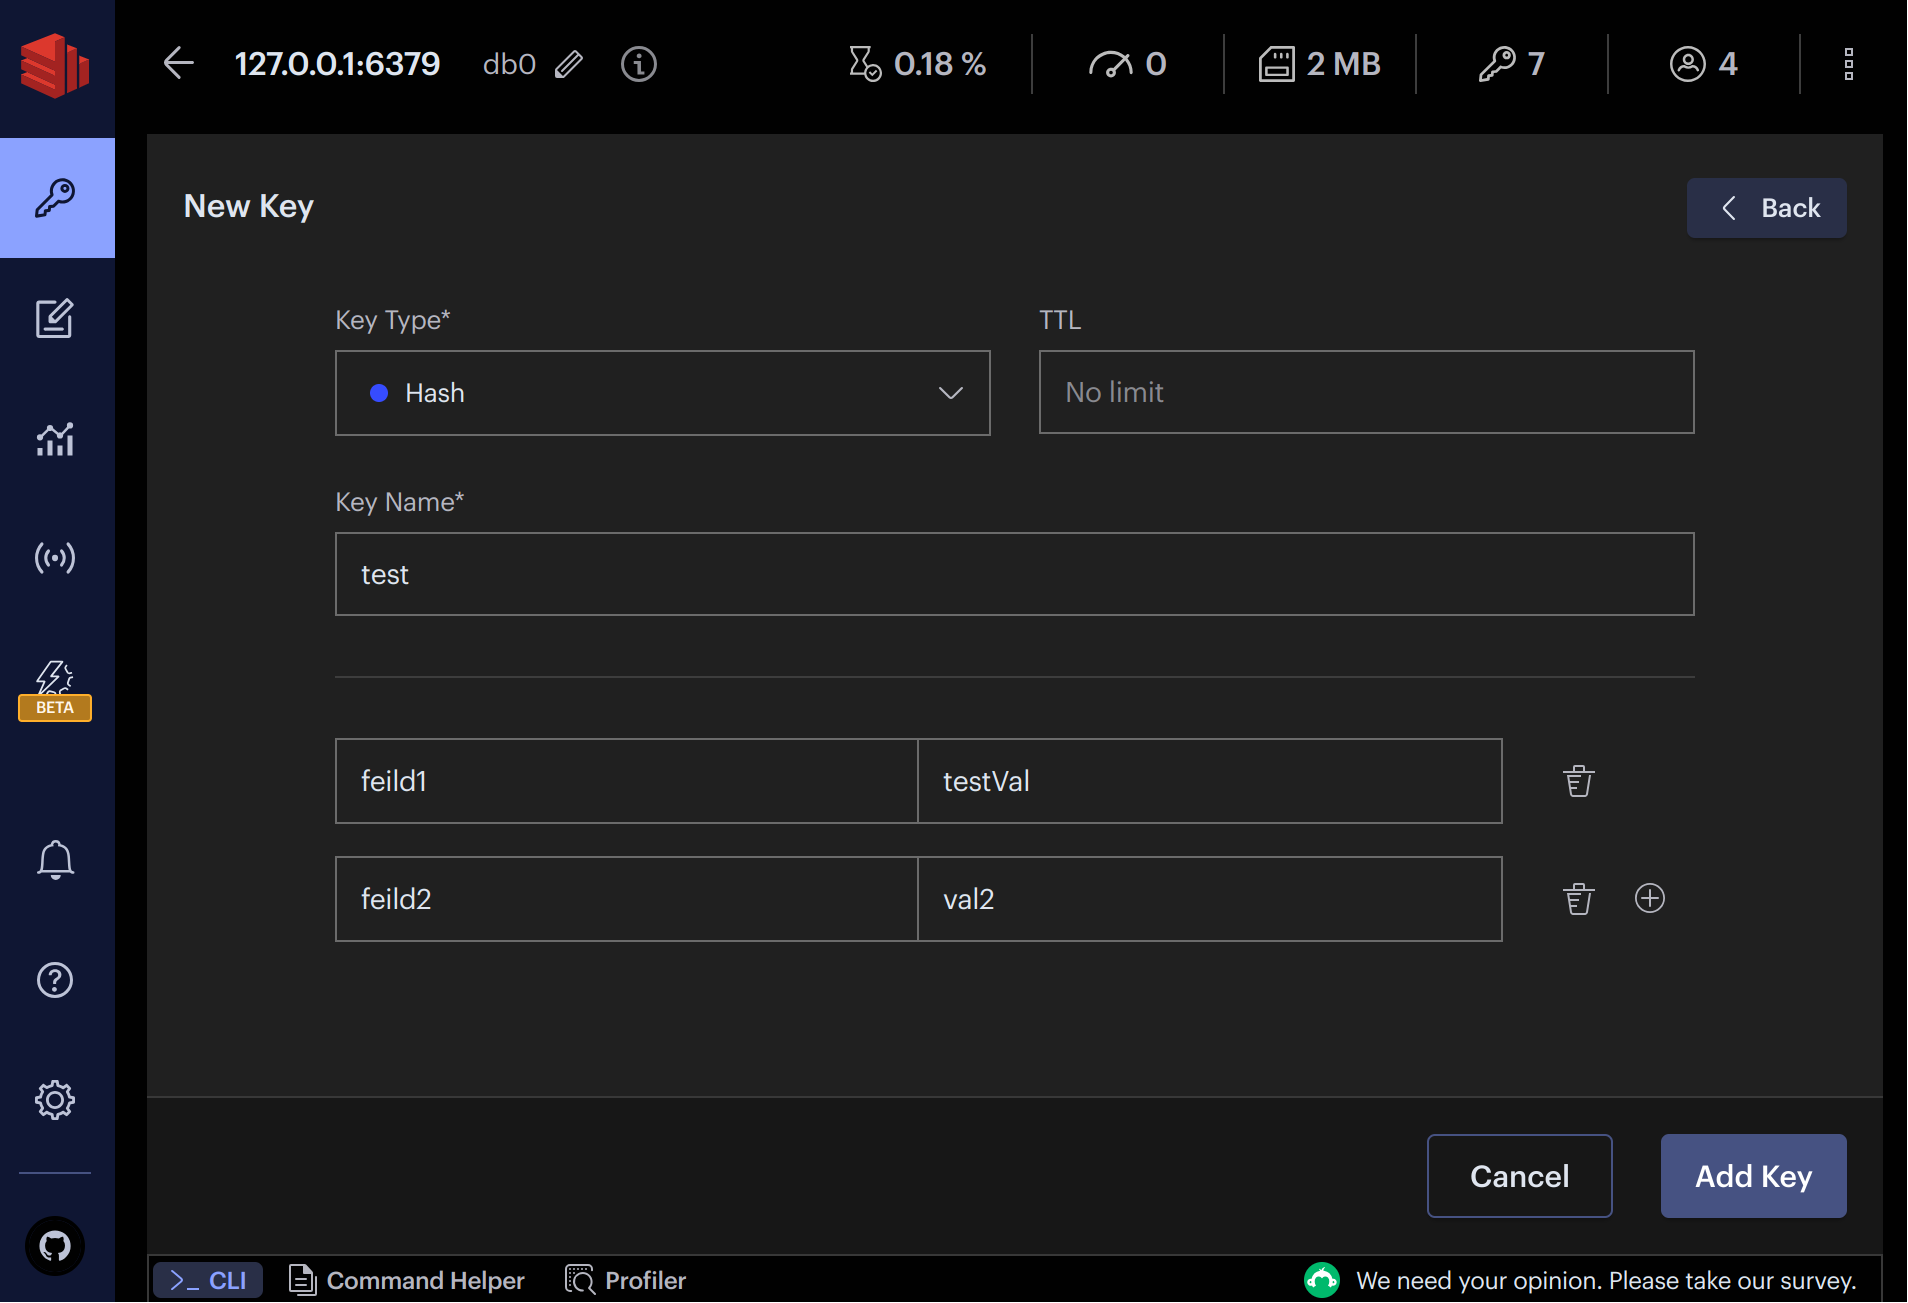 127.0.0.1:6379 db0 0.18 % 0 2 MB 7 4
New Key
Back
Key Type* TTL
Hash No limit
Key Name*
test
BETA
feild1 testVal
feild2 val2
Cancel Add Key
>_ CLI Command Helper Profiler We need your opinion. Please take our survey.